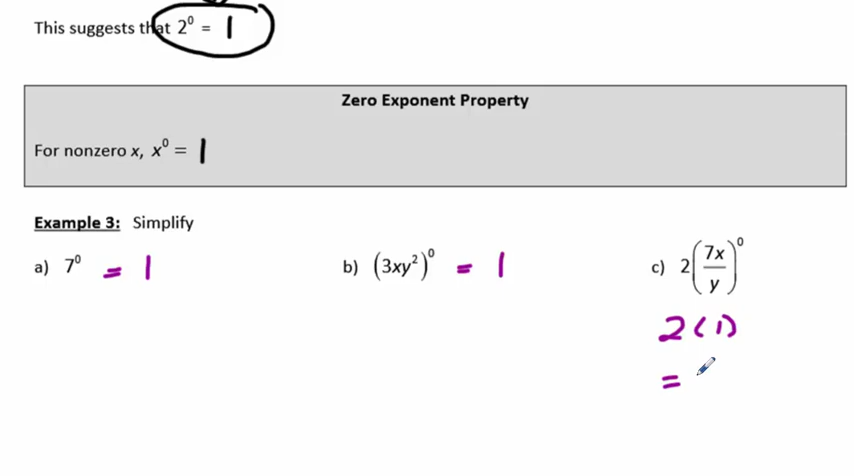 This suggests that 2⁰ = 1
Zero Exponent Property
For nonzero x, x⁰ = 1
Example 3: Simplify
a) 7⁰ = 1 b) (3xy²)⁰ = 1 c) 2(7x/y)⁰
2(1)
=